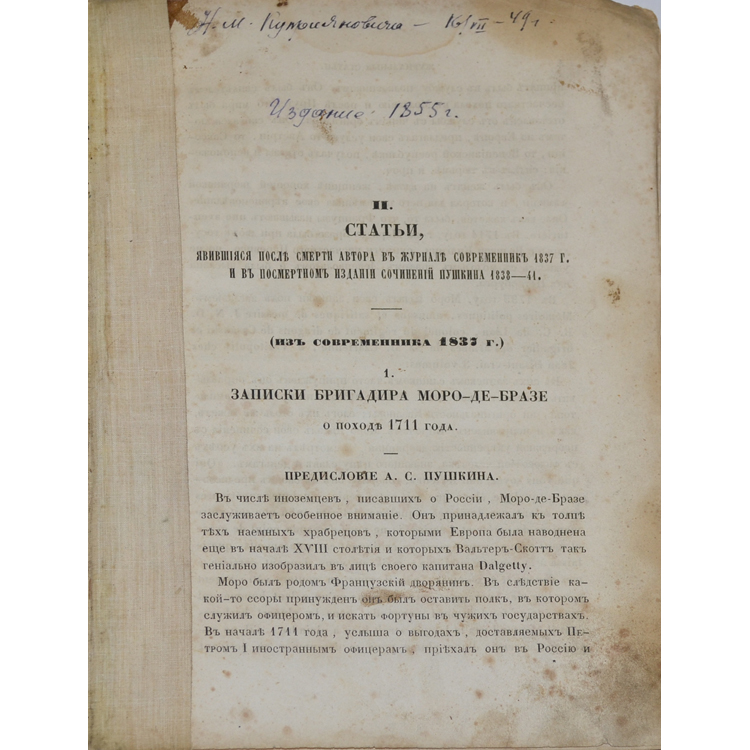 Издание 1855 г.
II.
СТАТЬИ,
ЯВИВШІЯСЯ ПОСЛѢ СМЕРТИ АВТОРА ВЪ ЖУРНАЛѢ СОВРЕМЕННИКЪ 1837 Г.
И ВЪ ПОСМЕРТНОМЪ ИЗДАНІИ СОЧИНЕНІЙ ПУШКИНА 1838—41.
(ИЗЪ СОВРЕМЕННИКА 1837 Г.)
1.
ЗАПИСКИ БРИГАДИРА МОРО-ДЕ-БРАЗЕ
О ПОХОДѢ 1711 ГОДА.
ПРЕДИСЛОВІЕ А. С. ПУШКИНА.
Въ числѣ иноземцевъ, писавшихъ о Россіи, Моро-де-Бразе
заслуживаетъ особенное вниманіе. Онъ принадлежалъ къ толпѣ
тѣхъ наемныхъ храбрецовъ, которыми Европа была наводнена
еще въ началѣ XVIII столѣтія и которыхъ Вальтеръ-Скоттъ такъ
геніально изобразилъ въ лицѣ своего капитана Dalgetty.
Моро былъ родомъ Французскій дворянинъ. Въ слѣдствіе ка-
кой-то ссоры принужденъ онъ былъ оставить полкъ, въ которомъ
служилъ офицеромъ, и искать фортуны въ чужихъ государствахъ.
Въ началѣ 1711 года, услыша о выгодахъ, доставляемыхъ Пе-
тромъ I иностраннымъ офицерамъ, пріѣхалъ онъ въ Россію и